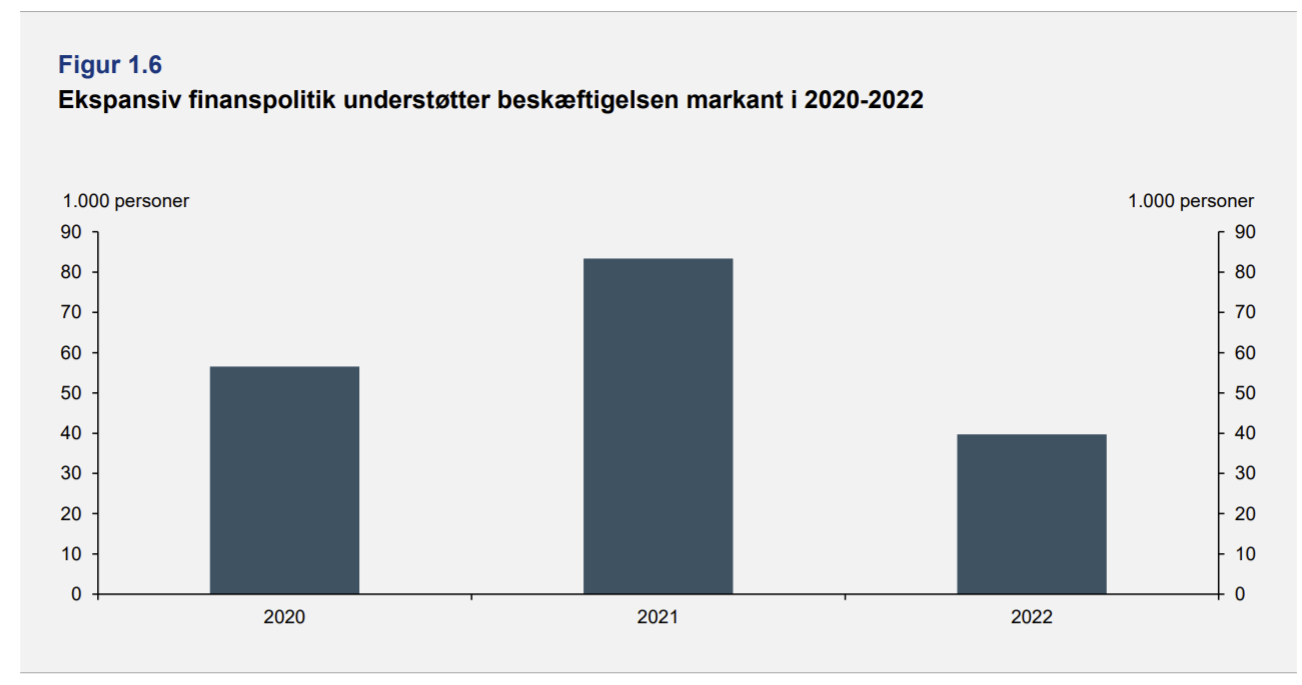 Figur 1.6
Ekspansiv finanspolitik understøtter beskæftigelsen markant i 2020-2022
1.000 personer 1.000 personer
90 90
80 80
70 70
60 60
50 50
40 40
30 30
20 20
10 10
0 0
2020 2021 2022